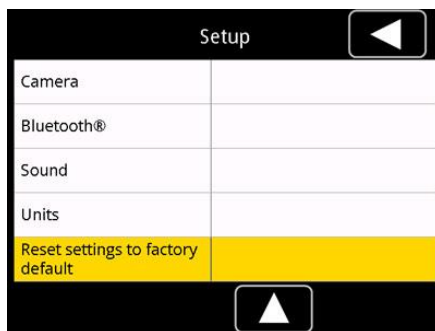 Setup
Camera
Bluetooth®
Sound
Units
Reset settings to factory
default